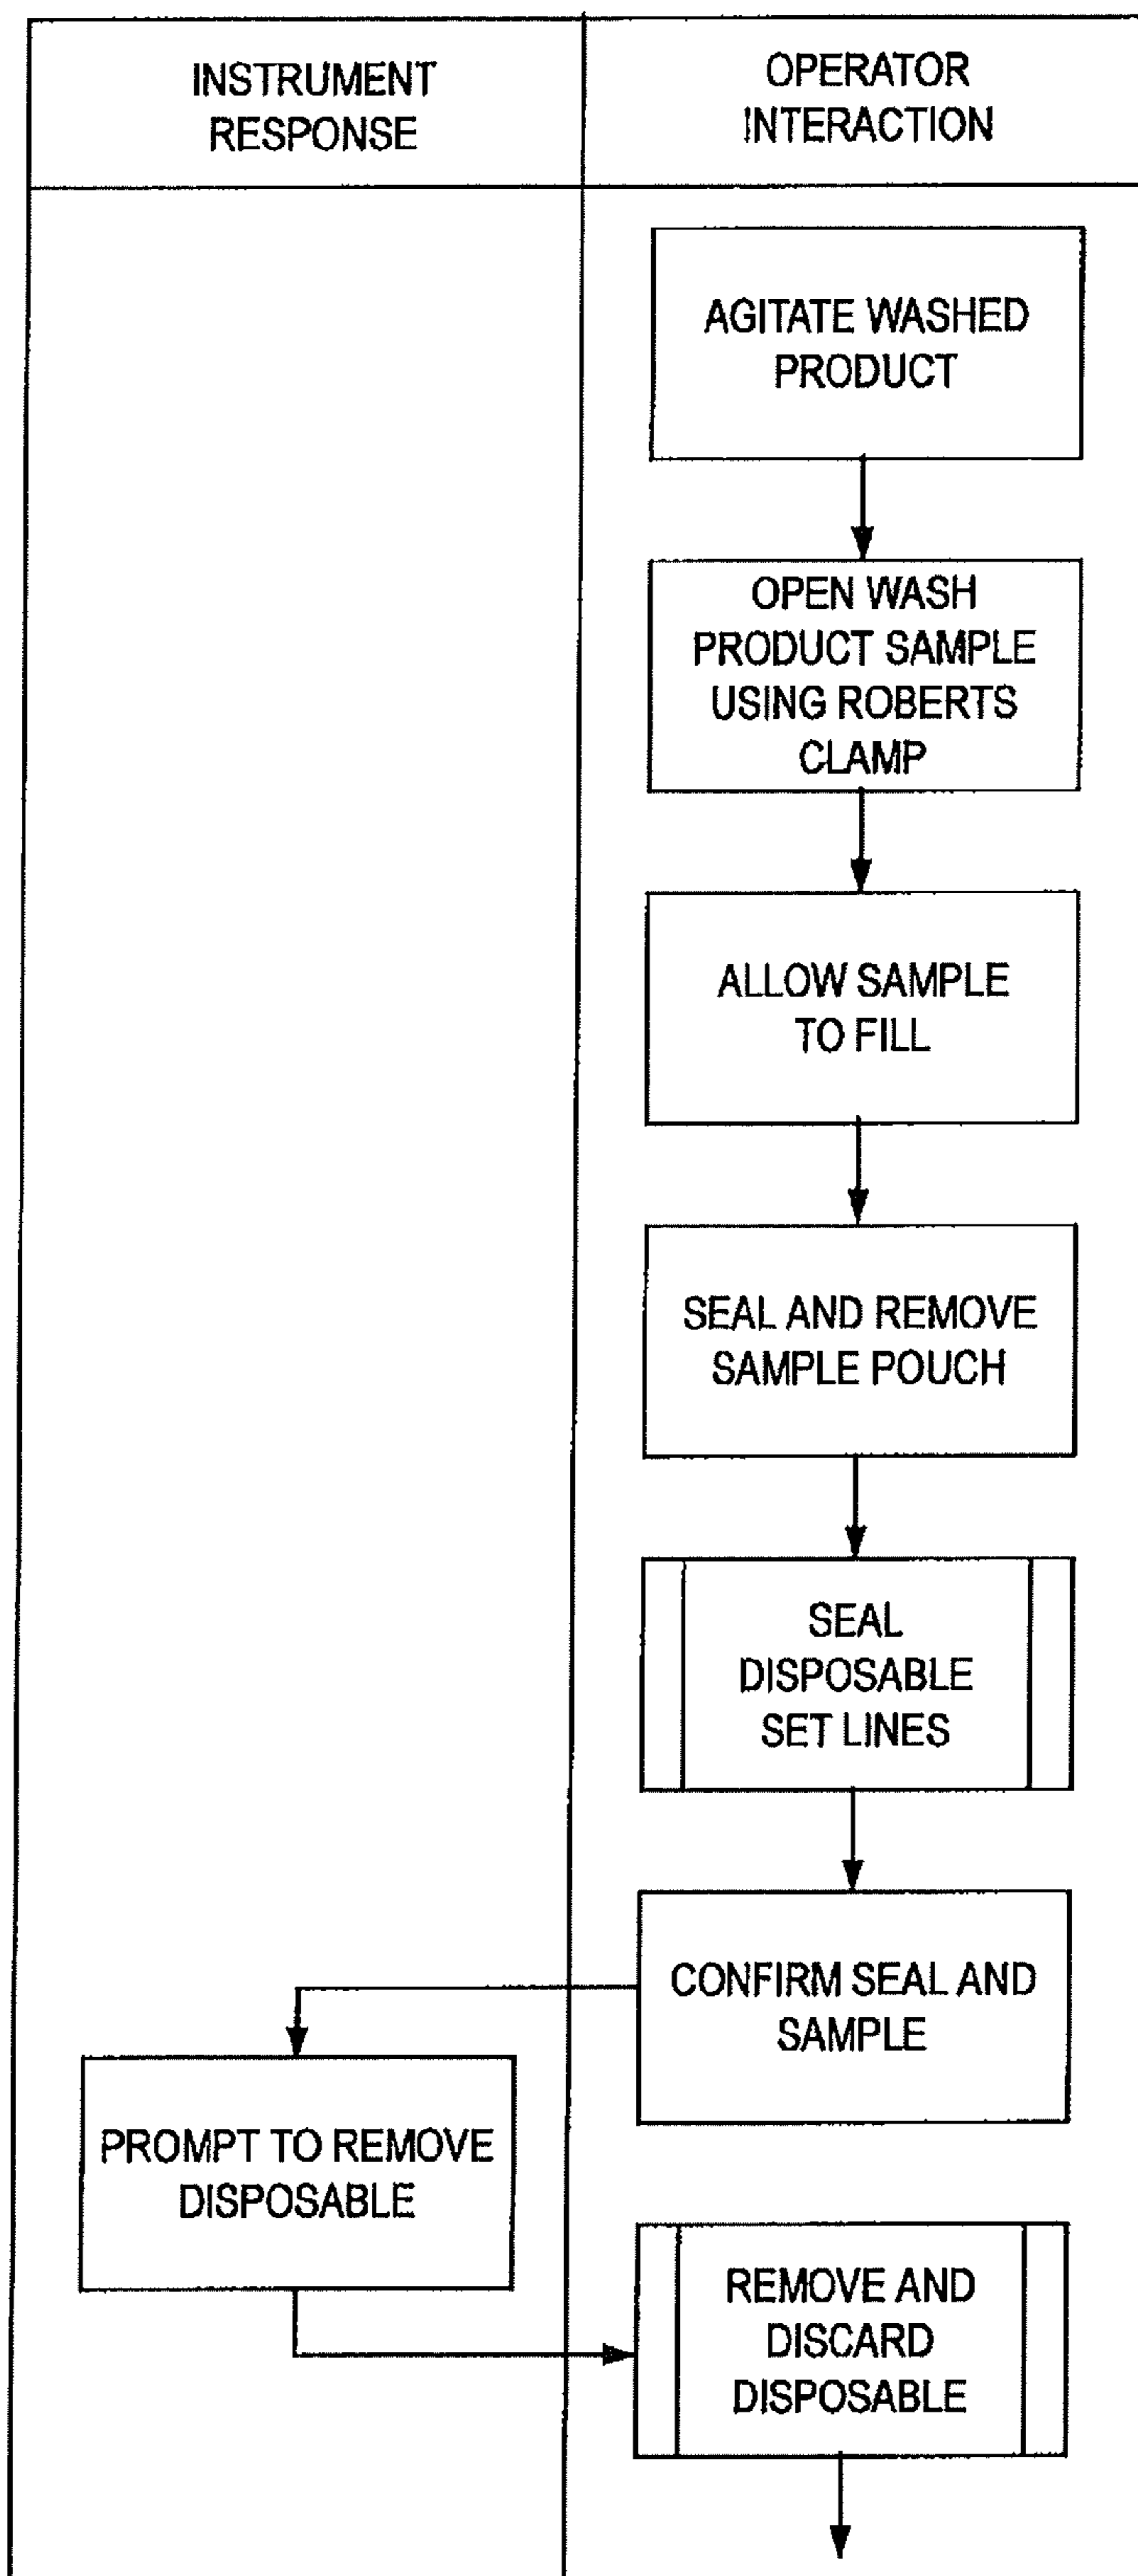 INSTRUMENT
RESPONSE
OPERATOR
INTERACTION
AGITATE WASHED
PRODUCT
OPEN WASH
PRODUCT SAMPLE
USING ROBERTS
CLAMP
ALLOW SAMPLE
TO FILL
SEAL AND REMOVE
SAMPLE POUCH
SEAL
DISPOSABLE
SET LINES
CONFIRM SEAL AND
SAMPLE
PROMPT TO REMOVE
DISPOSABLE
REMOVE AND
DISCARD
DISPOSABLE